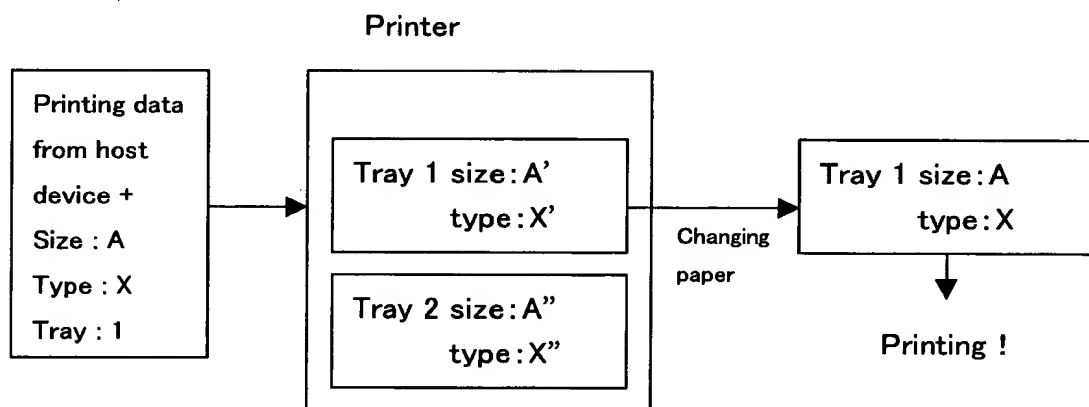 Printer
Printing data
from host
device +
Size : A
Type : X
Tray : 1
Tray 1 size : A’
type : X’
Tray 2 size : A”
type : X”
Changing
paper
Tray 1 size : A
type : X
Printing !